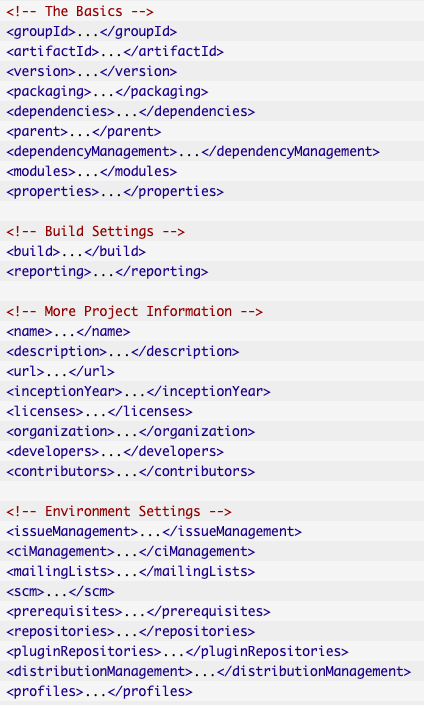 <!-- The Basics -->
<groupId>...</groupId>
<artifactId>...</artifactId>
<version>...</version>
<packaging>...</packaging>
<dependencies>...</dependencies>
<parent>...</parent>
<dependencyManagement>...</dependencyManagement>
<modules>...</modules>
<properties>...</properties>
<!-- Build Settings -->
<build>...</build>
<reporting>...</reporting>
<!-- More Project Information -->
<name>...</name>
<description>...</description>
<url>...</url>
<inceptionYear>...</inceptionYear>
<licenses>...</licenses>
<organization>...</organization>
<developers>...</developers>
<contributors>...</contributors>
<!-- Environment Settings -->
<issueManagement>...</issueManagement>
<ciManagement>...</ciManagement>
<mailingLists>...</mailingLists>
<scm>...</scm>
<prerequisites>...</prerequisites>
<repositories>...</repositories>
<pluginRepositories>...</pluginRepositories>
<distributionManagement>...</distributionManagement>
<profiles>...</profiles>